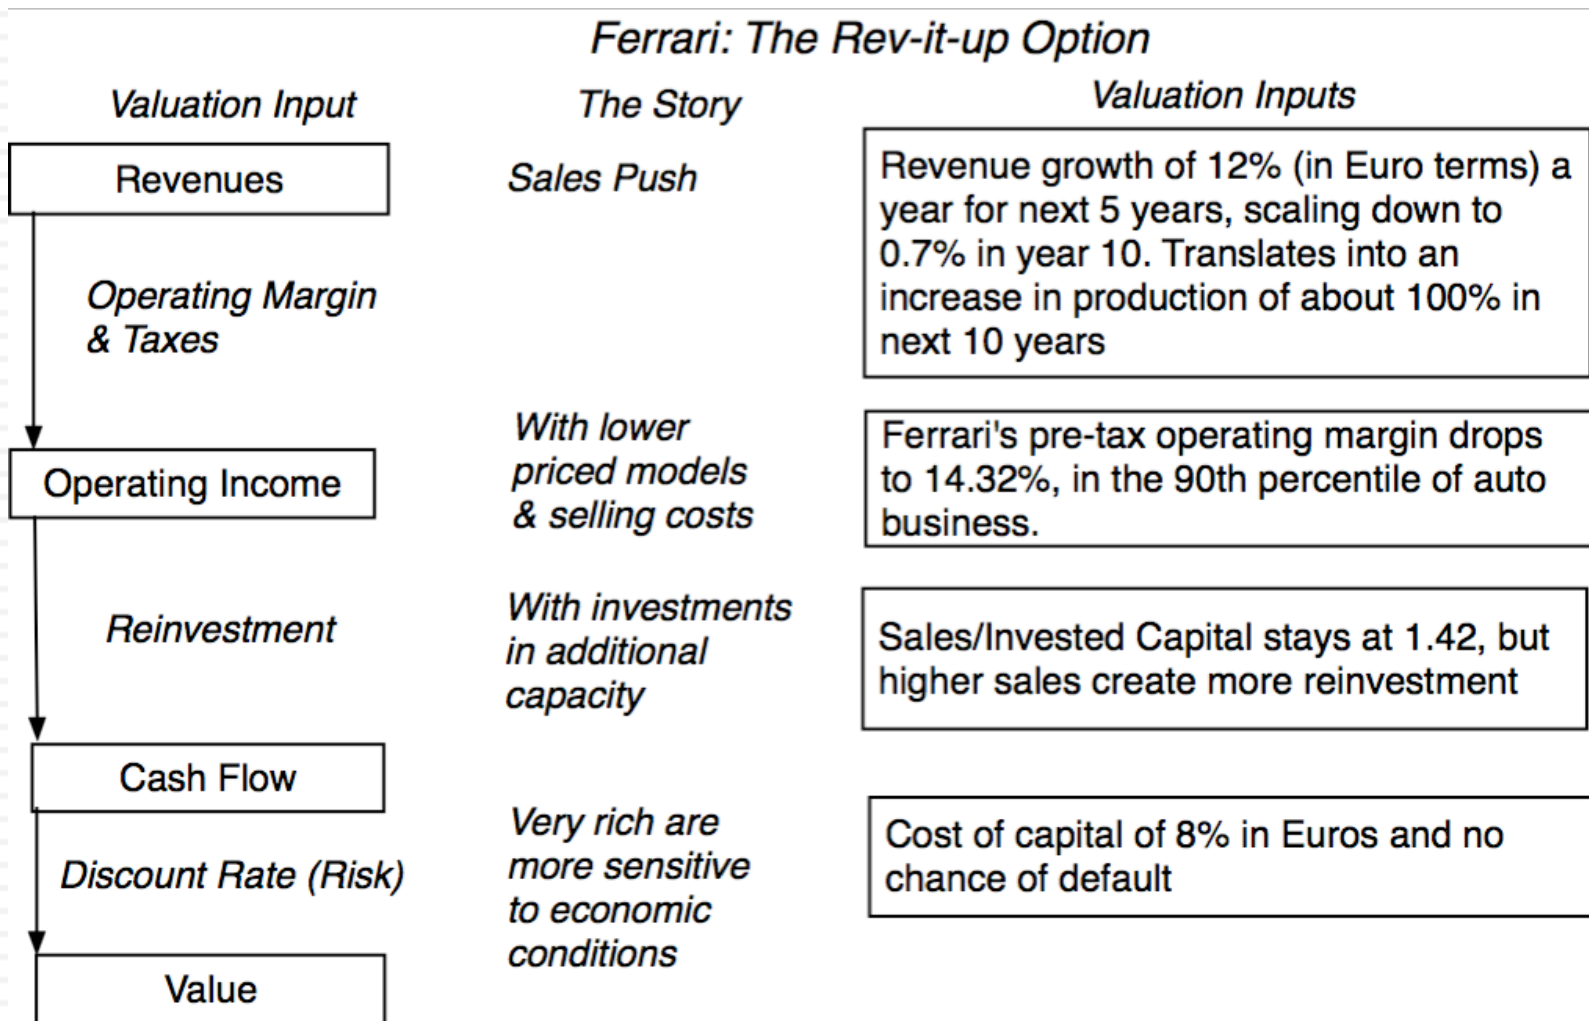 Ferrari: The Rev-it-up Option
Valuation Input
The Story
Valuation Inputs
Revenues
Sales Push
Revenue growth of 12% (in Euro terms) a
year for next 5 years, scaling down to
0.7% in year 10. Translates into an
increase in production of about 100% in
next 10 years
Operating Margin
& Taxes
Operating Income
With lower
priced models
& selling costs
Ferrari's pre-tax operating margin drops
to 14.32%, in the 90th percentile of auto
business.
Reinvestment
With investments
in additional
capacity
Sales/Invested Capital stays at 1.42, but
higher sales create more reinvestment
Cash Flow
Discount Rate (Risk)
Very rich are
more sensitive
to economic
conditions
Cost of capital of 8% in Euros and no
chance of default
Value